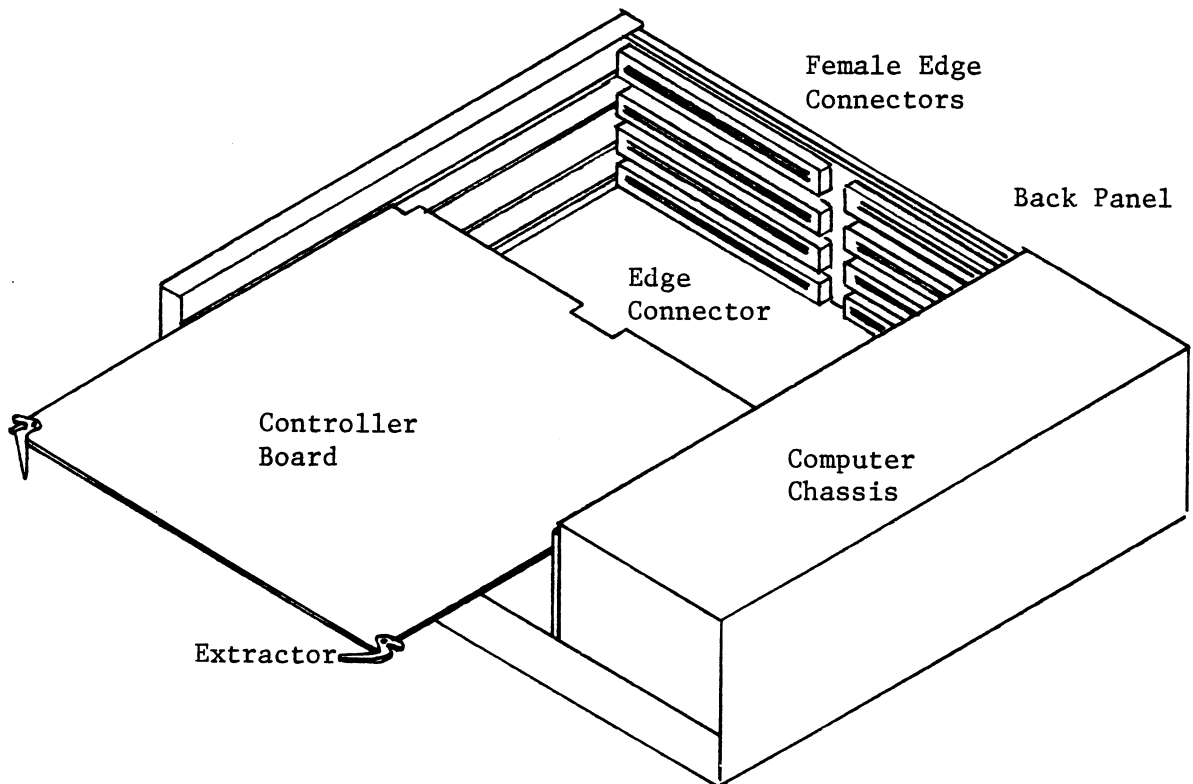 Female Edge
Connectors
Back Panel
Edge
Connector
Controller
Board
Computer
Chassis
Extractor